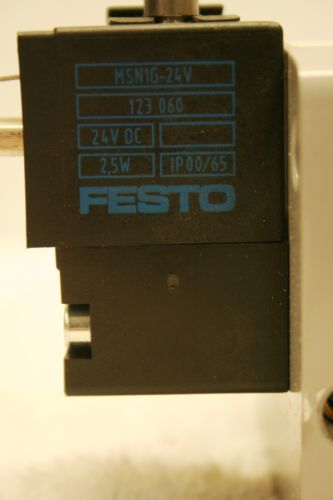 MSN1G-24V
123 060
24V DC
2,5W IP00/65
FESTO